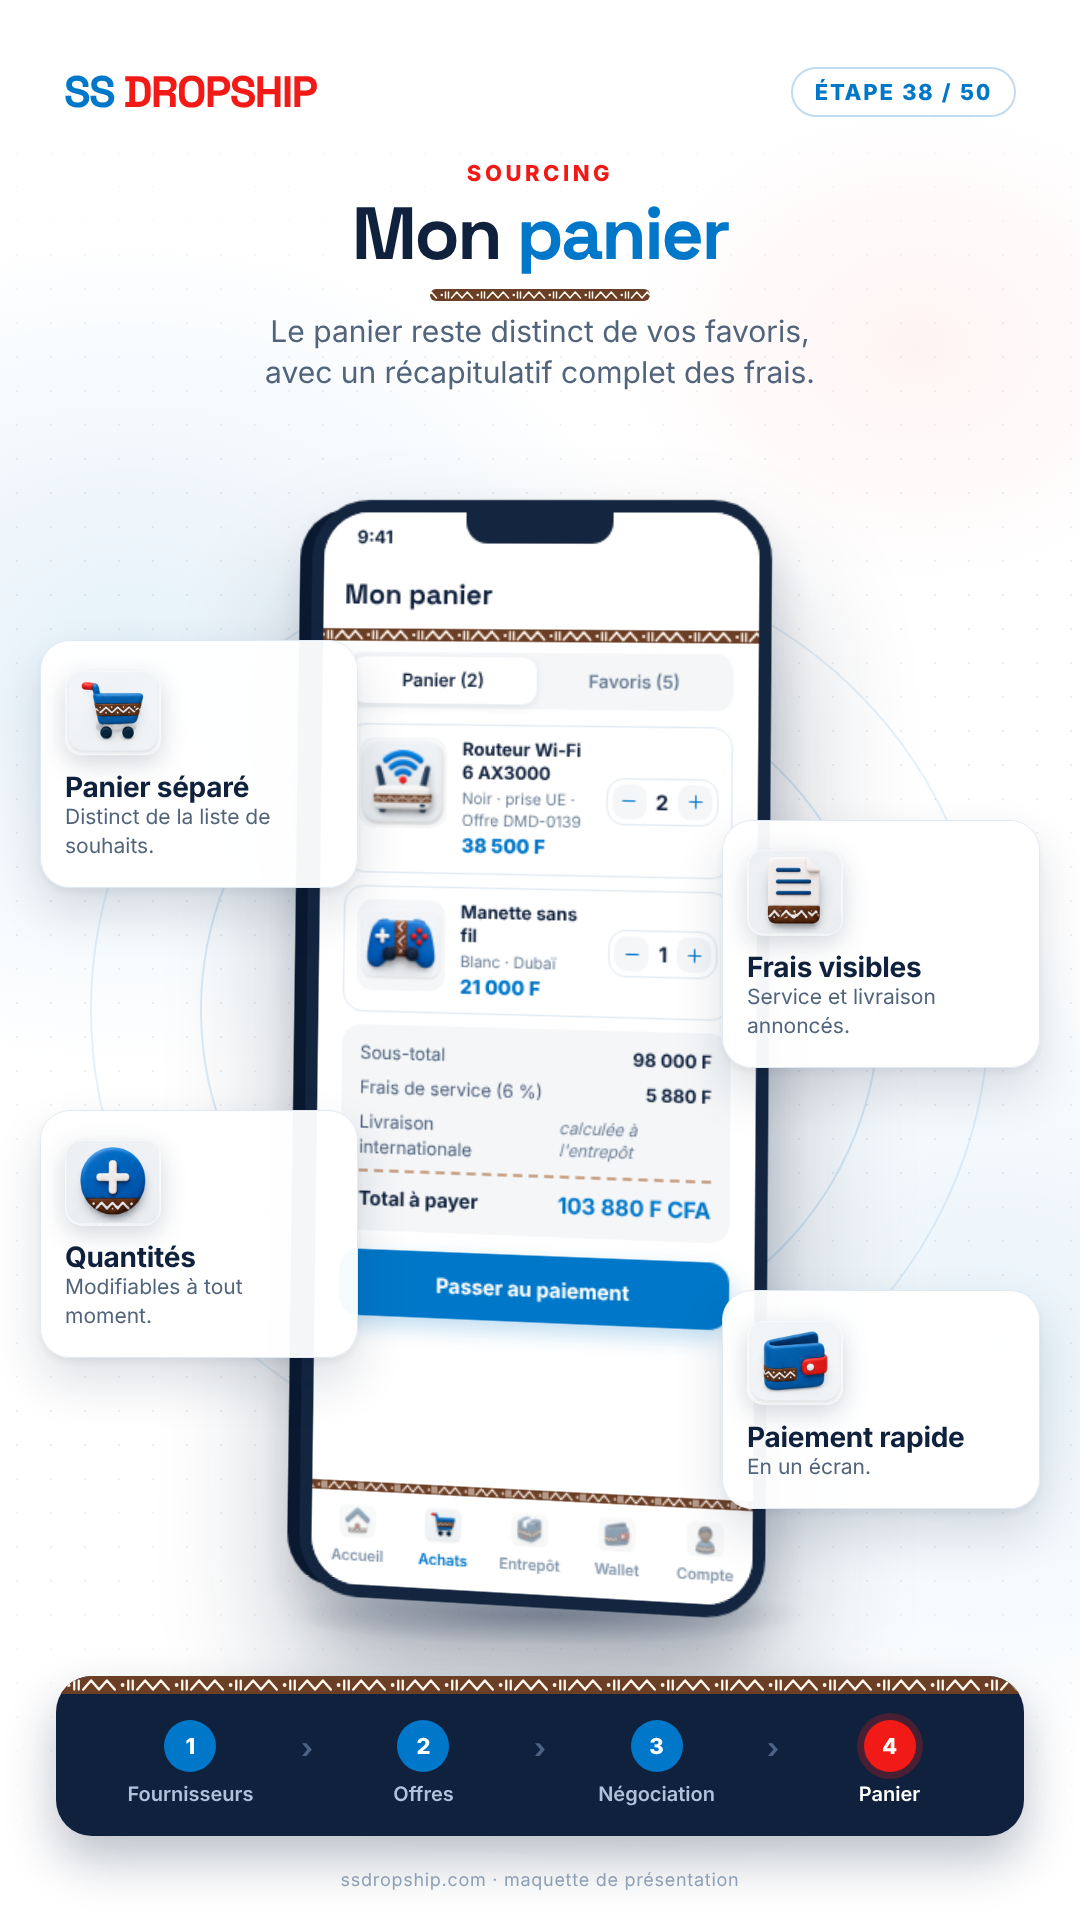 SS DROPSHIP
ÉTAPE 38 / 50
SOURCING
Mon panier
Le panier reste distinct de vos favoris,
avec un récapitulatif complet des frais.
9:41
Mon panier
Panier (2)
Favoris (5)
Routeur Wi-Fi
6 AX3000
Noir · prise UE ·
Offre DMD-0139
38 500 F
− 2 +
Manette sans
fil
Blanc · Dubaï
21 000 F
− 1 +
Sous-total
98 000 F
Frais de service (6 %)
5 880 F
Livraison
internationale
calculée à
l'entrepôt
Total à payer
103 880 F CFA
Passer au paiement
Accueil
Achats
Entrepôt
Wallet
Compte
Panier séparé
Distinct de la liste de
souhaits.
Frais visibles
Service et livraison
annoncés.
Quantités
Modifiables à tout
moment.
Paiement rapide
En un écran.
1
Fournisseurs
›
2
Offres
›
3
Négociation
›
4
Panier
ssdropship.com · maquette de présentation